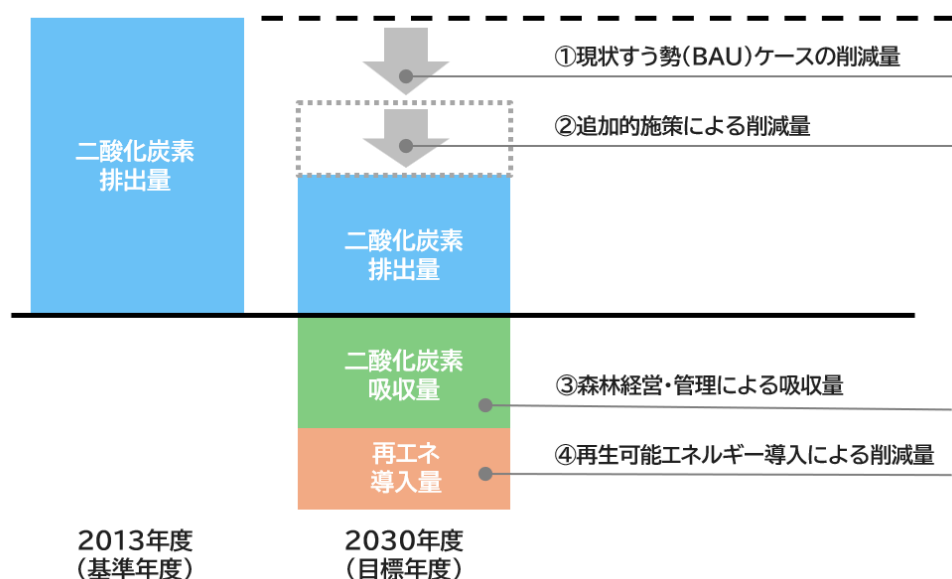 ①現状すう勢(BAU)ケースの削減量
②追加的施策による削減量
二酸化炭素
排出量
二酸化炭素
排出量
二酸化炭素
吸収量
③森林経営・管理による吸収量
再エネ
導入量
④再生可能エネルギー導入による削減量
2013年度
(基準年度)
2030年度
(目標年度)